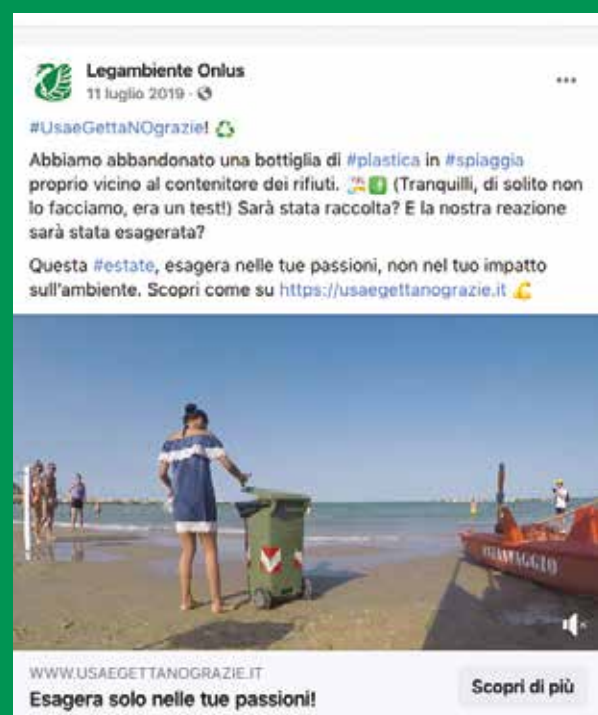 Legambiente Onlus
11 luglio 2019 ·
#UsaeGettaNOgrazie!
Abbiamo abbandonato una bottiglia di #plastica in #spiaggia
proprio vicino al contenitore dei rifiuti. (Tranquilli, di solito non
lo facciamo, era un test!) Sarà stata raccolta? E la nostra reazione
sarà stata esagerata?
Questa #estate, esagera nelle tue passioni, non nel tuo impatto
sull'ambiente. Scopri come su https://usaegettanograzie.it
WWW.USAEGETTANOGRAZIE.IT
Esagera solo nelle tue passioni!
Scopri di più